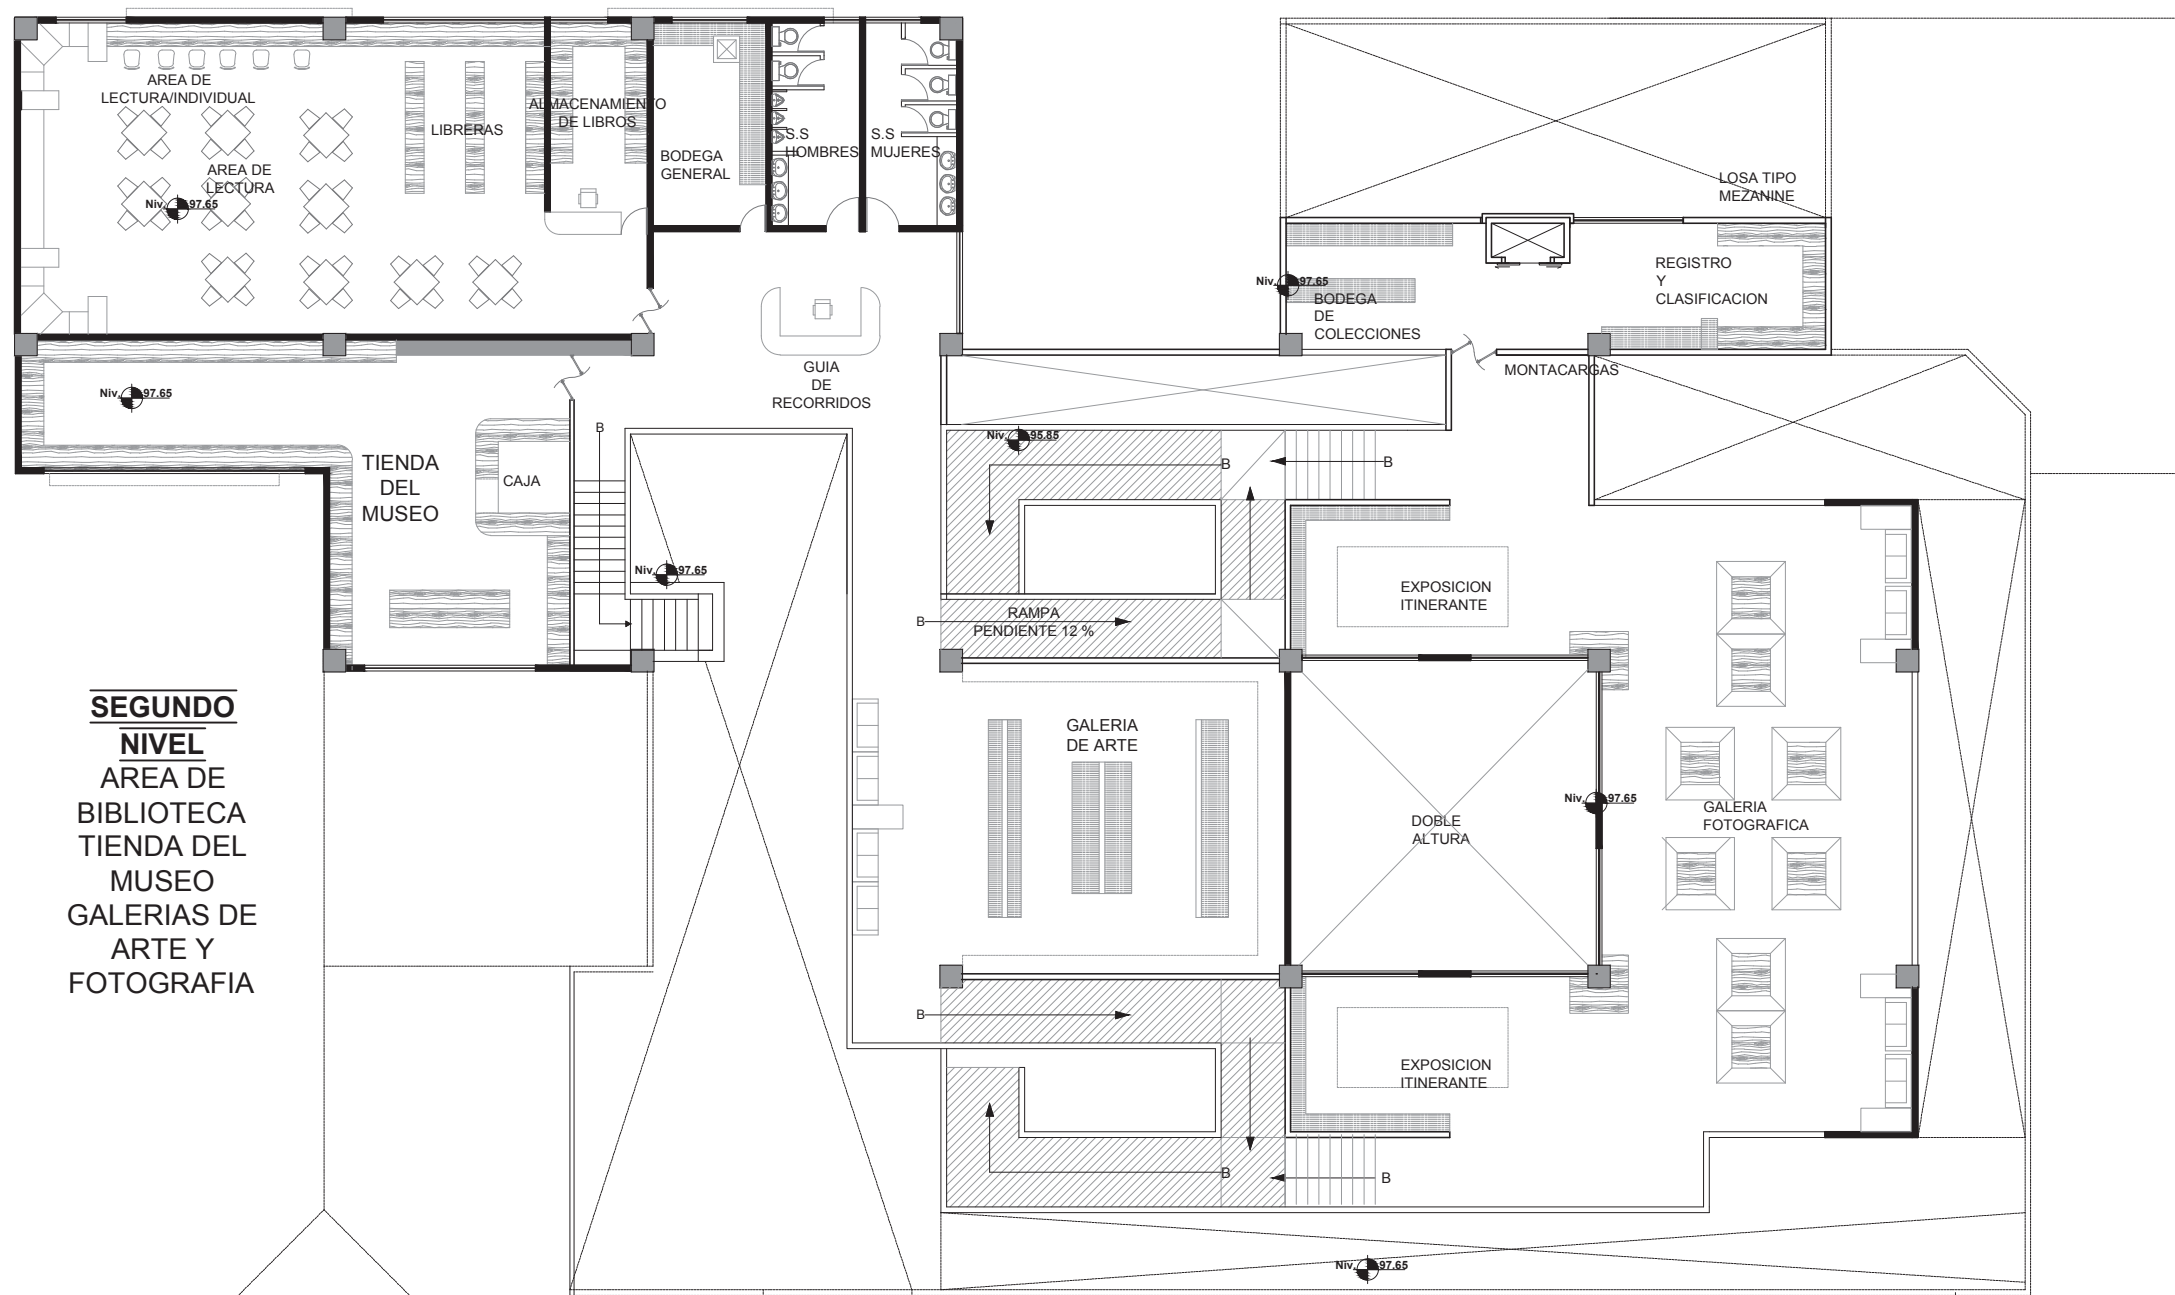 AREA DE
LECTURA/INDIVIDUAL
AREA DE
LECTURA
Niv. 97.65
LIBRERAS
ALMACENAMIENTO
DE LIBROS
BODEGA
GENERAL
S.S
HOMBRES
S.S
MUJERES
LOSA TIPO
MEZANINE
REGISTRO
Y
CLASIFICACION
Niv. 97.65
BODEGA
DE
COLECCIONES
MONTACARGAS
GUIA
DE
RECORRIDOS
Niv. 97.65
TIENDA
DEL
MUSEO
CAJA
B
Niv. 97.65
Niv. 95.85
B
B
B
RAMPA
PENDIENTE 12 %
EXPOSICION
ITINERANTE
GALERIA
DE ARTE
DOBLE
ALTURA
Niv. 97.65
GALERIA
FOTOGRAFICA
SEGUNDO
NIVEL
AREA DE
BIBLIOTECA
TIENDA DEL
MUSEO
GALERIAS DE
ARTE Y
FOTOGRAFIA
B
EXPOSICION
ITINERANTE
B
B
Niv. 97.65